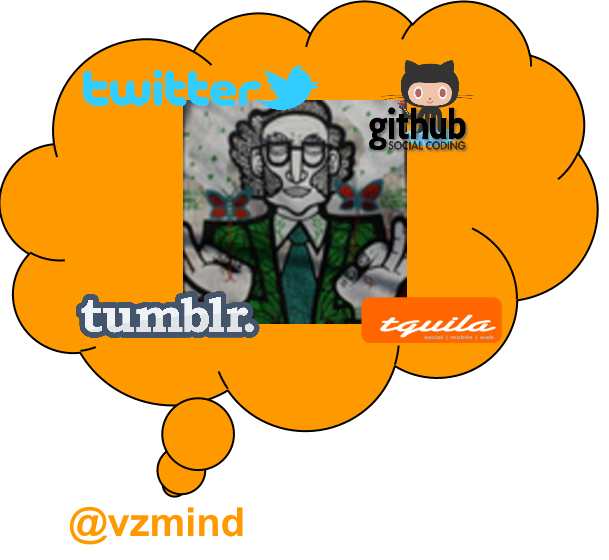 twitter
github
SOCIAL CODING
tumblr.
tquila
social | mobile | web
@vzmind